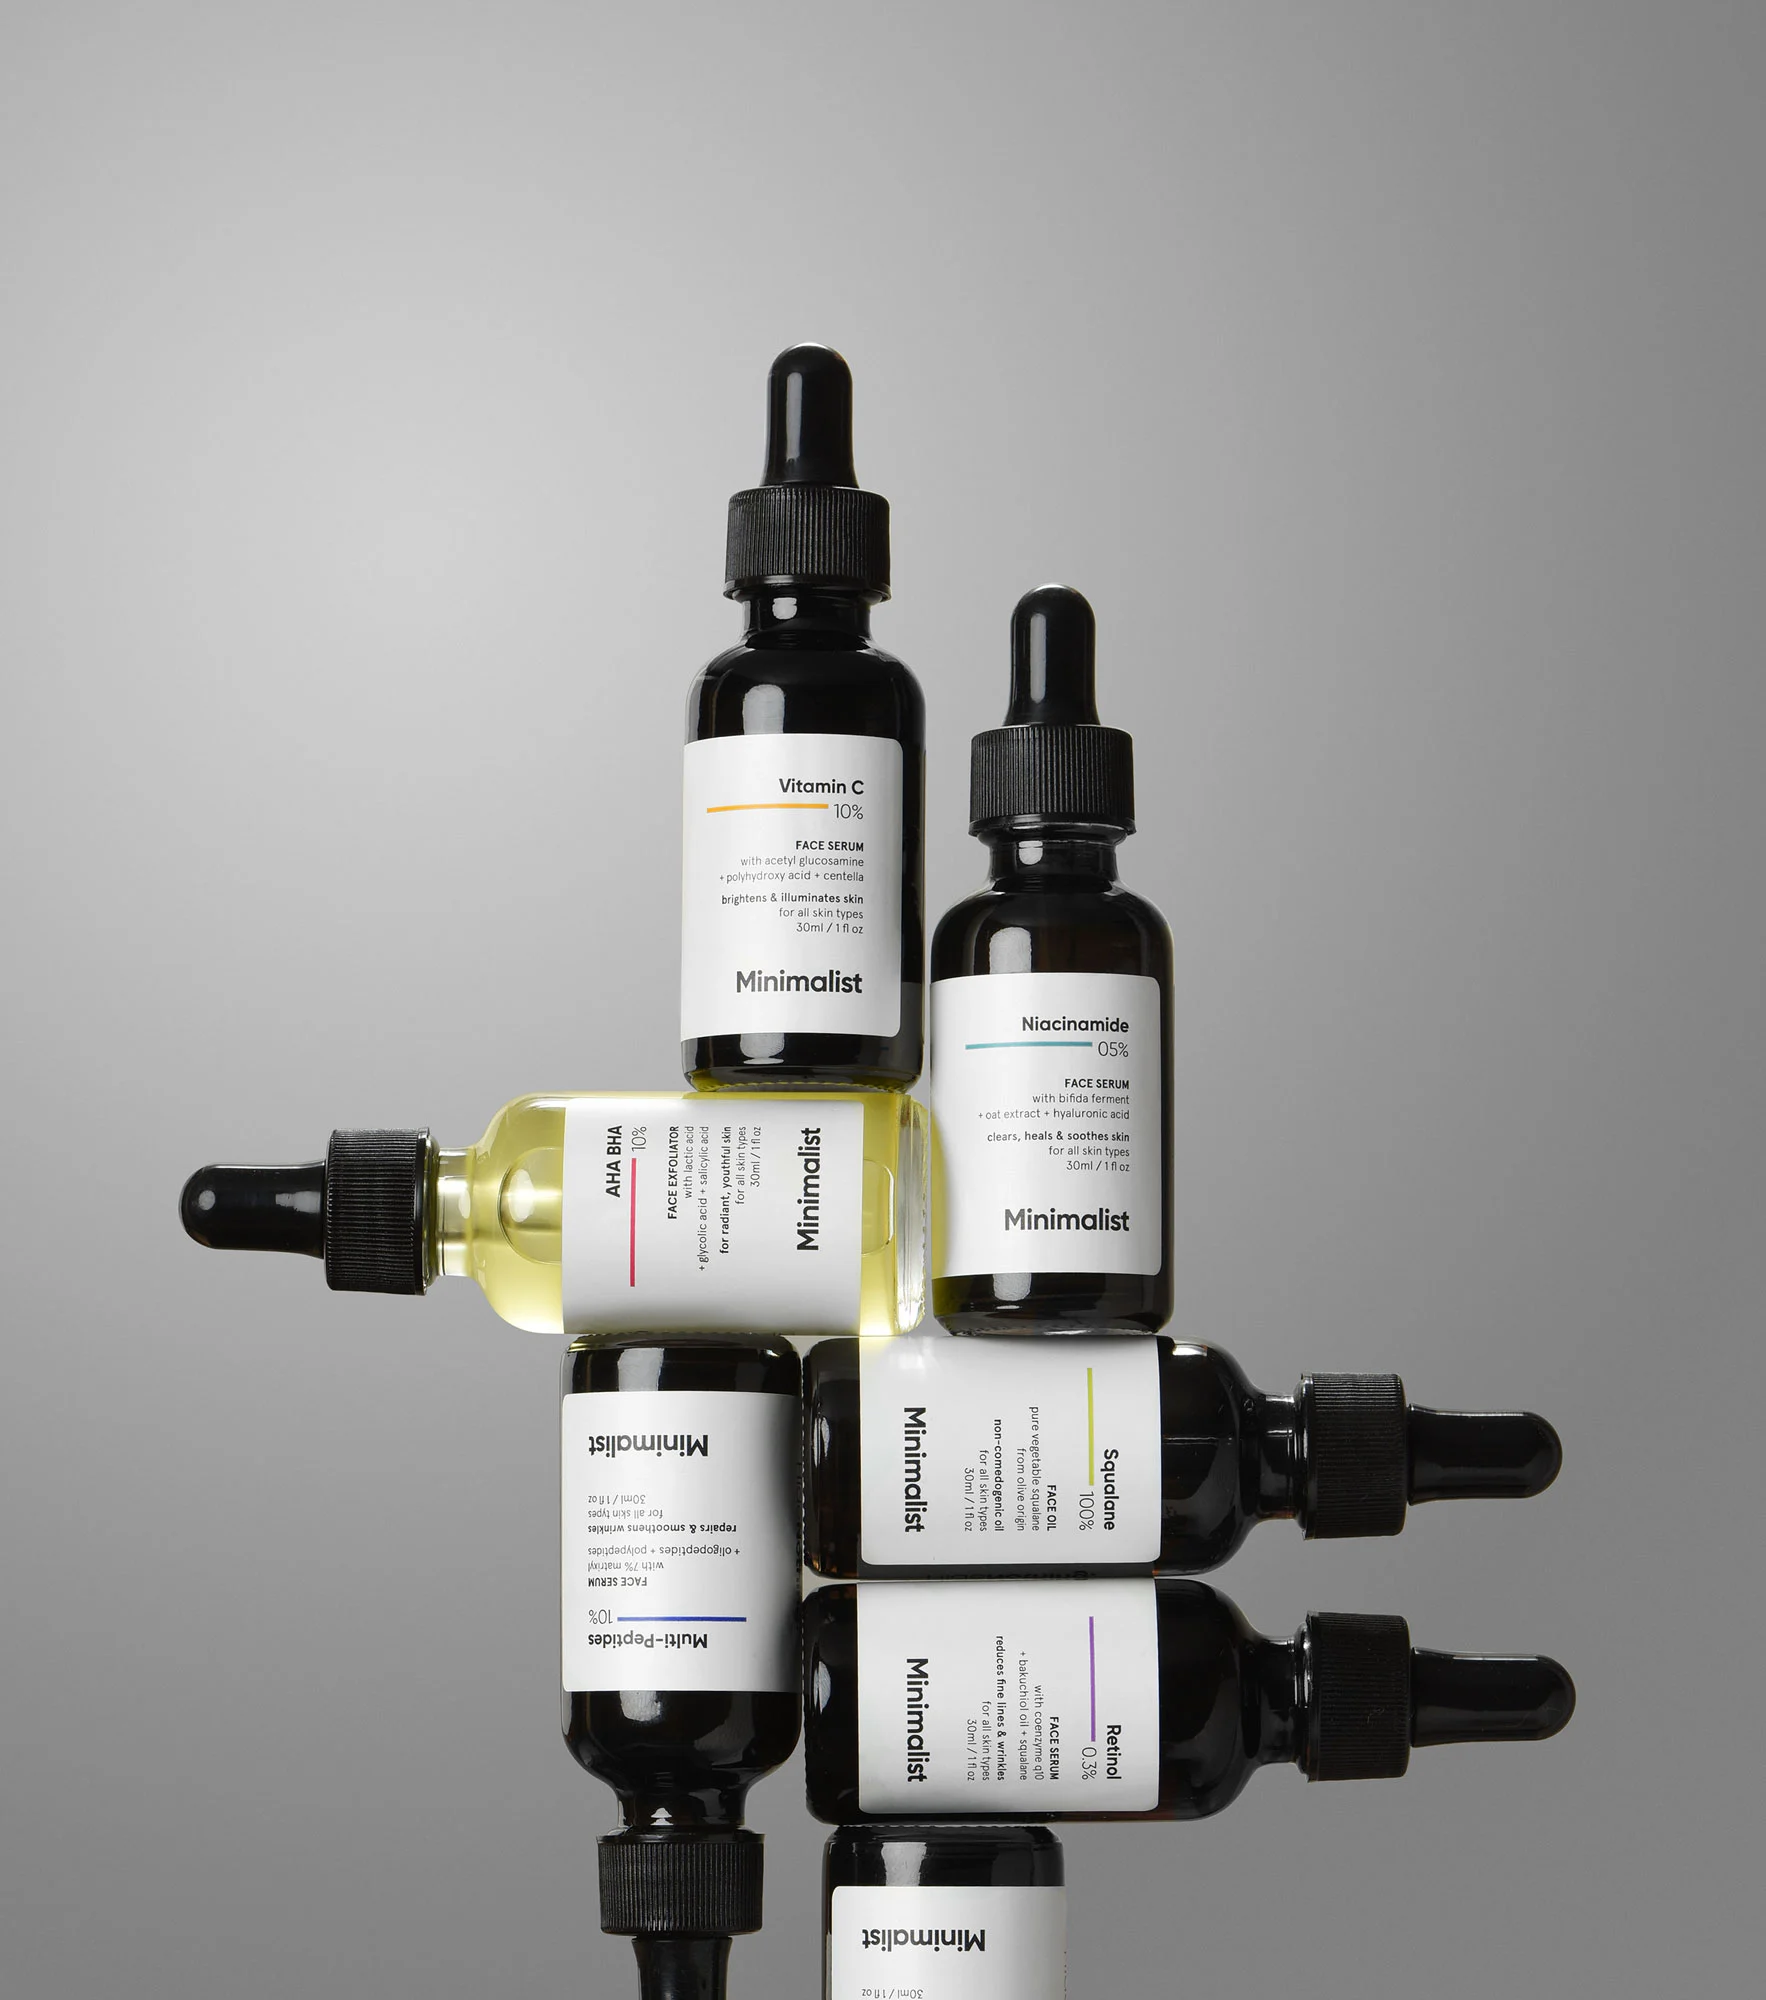 Vitamin C
10%
FACE SERUM
with acetyl glucosamine
+ polyhydroxy acid + centella
brightens & illuminates skin
for all skin types
30ml / 1 fl oz
Minimalist
Niacinamide
05%
FACE SERUM
with bifida ferment
+ oat extract + hyaluronic acid
clears, heals & soothes skin
for all skin types
30ml / 1 fl oz
Minimalist
AHA BHA
10%
FACE EXFOLIATOR
with lactic acid
+ glycolic acid + salicylic acid
for radiant, youthful skin
for all skin types
30ml / 1 fl oz
Minimalist
Squalane
100%
FACE OIL
pure vegetable squalane
from olive origin
non-comedogenic oil
for all skin types
30ml / 1 fl oz
Minimalist
Multi-Peptides
10%
FACE SERUM
with 7% matrixyl
+ oligopeptides + polypeptides
repairs & smoothens wrinkles
for all skin types
30ml / 1 fl oz
Minimalist
Retinol
0.3%
FACE SERUM
with coenzyme q10
+ bakuchiol oil + squalane
reduces fine lines & wrinkles
for all skin types
30ml / 1 fl oz
Minimalist
Minimalist
30ml / 1 fl oz